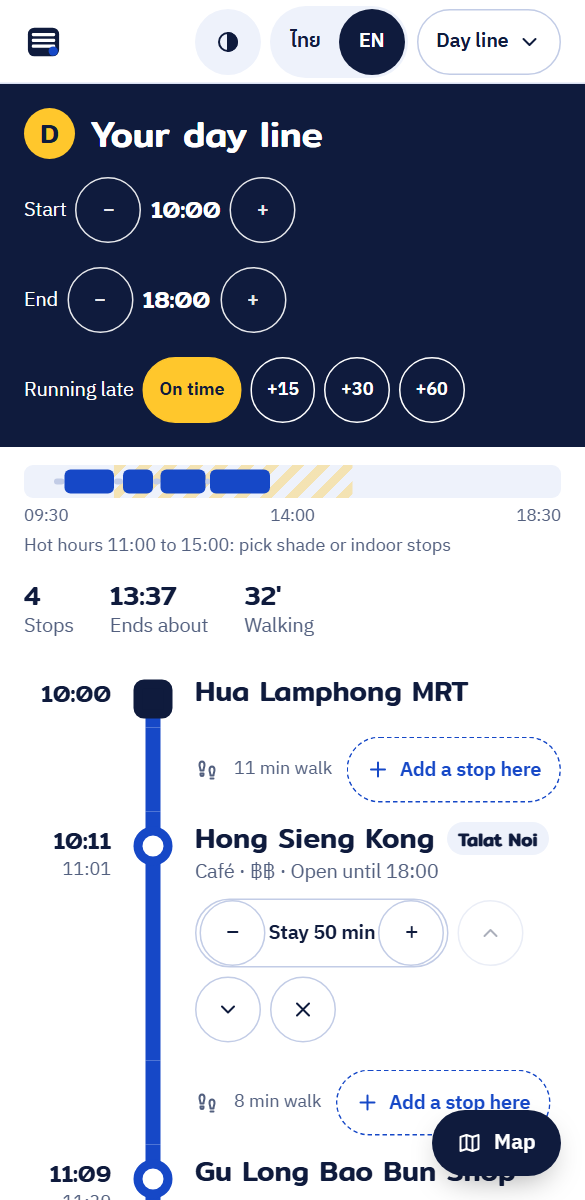 ไทย EN Day line
D Your day line
Start − 10:00 +
End − 18:00 +
Running late On time +15 +30 +60
09:30 14:00 18:30
Hot hours 11:00 to 15:00: pick shade or indoor stops
4 13:37 32'
Stops Ends about Walking
10:00 Hua Lamphong MRT
11 min walk + Add a stop here
10:11 Hong Sieng Kong Talat Noi
11:01 Café · ฿฿ · Open until 18:00
− Stay 50 min +
8 min walk + Add a stop here
Map
11:09 Gu Long Bao Bun Shop